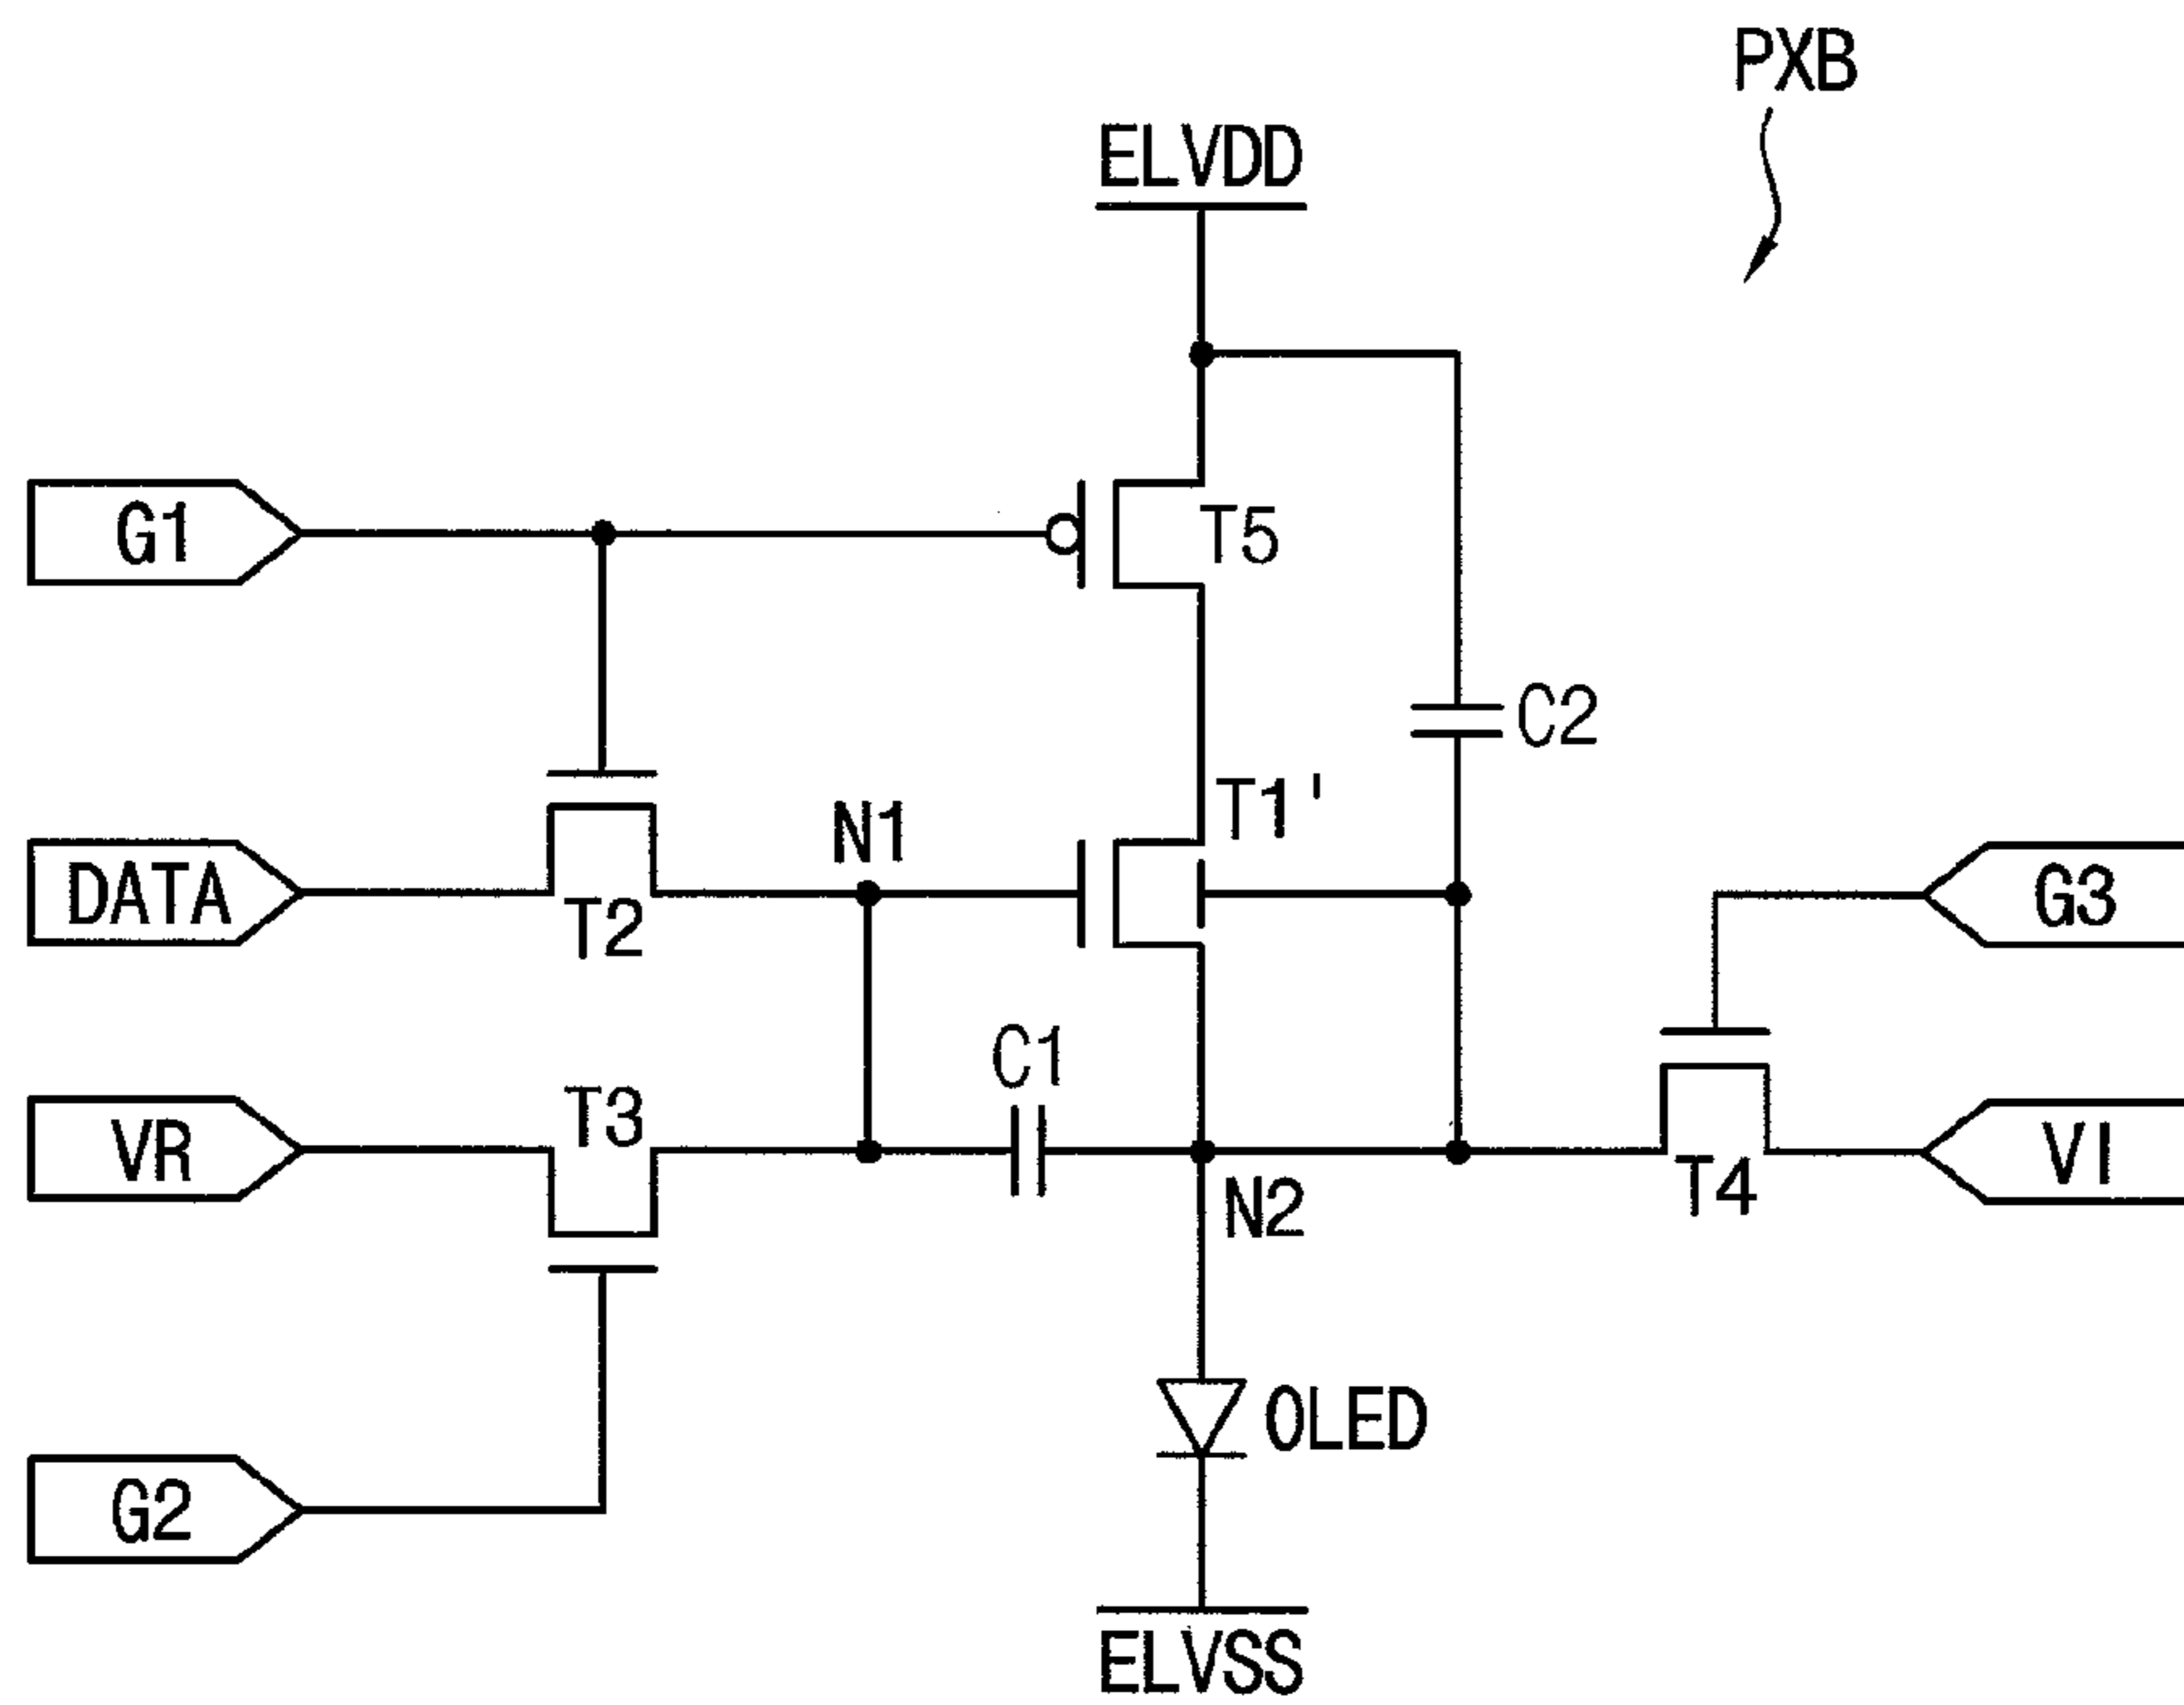 PXB
ELVDD
G1
T5
C2
T1'
N1
DATA
T2
G3
C1
T3
VR
N2
T4
VI
OLED
G2
ELVSS